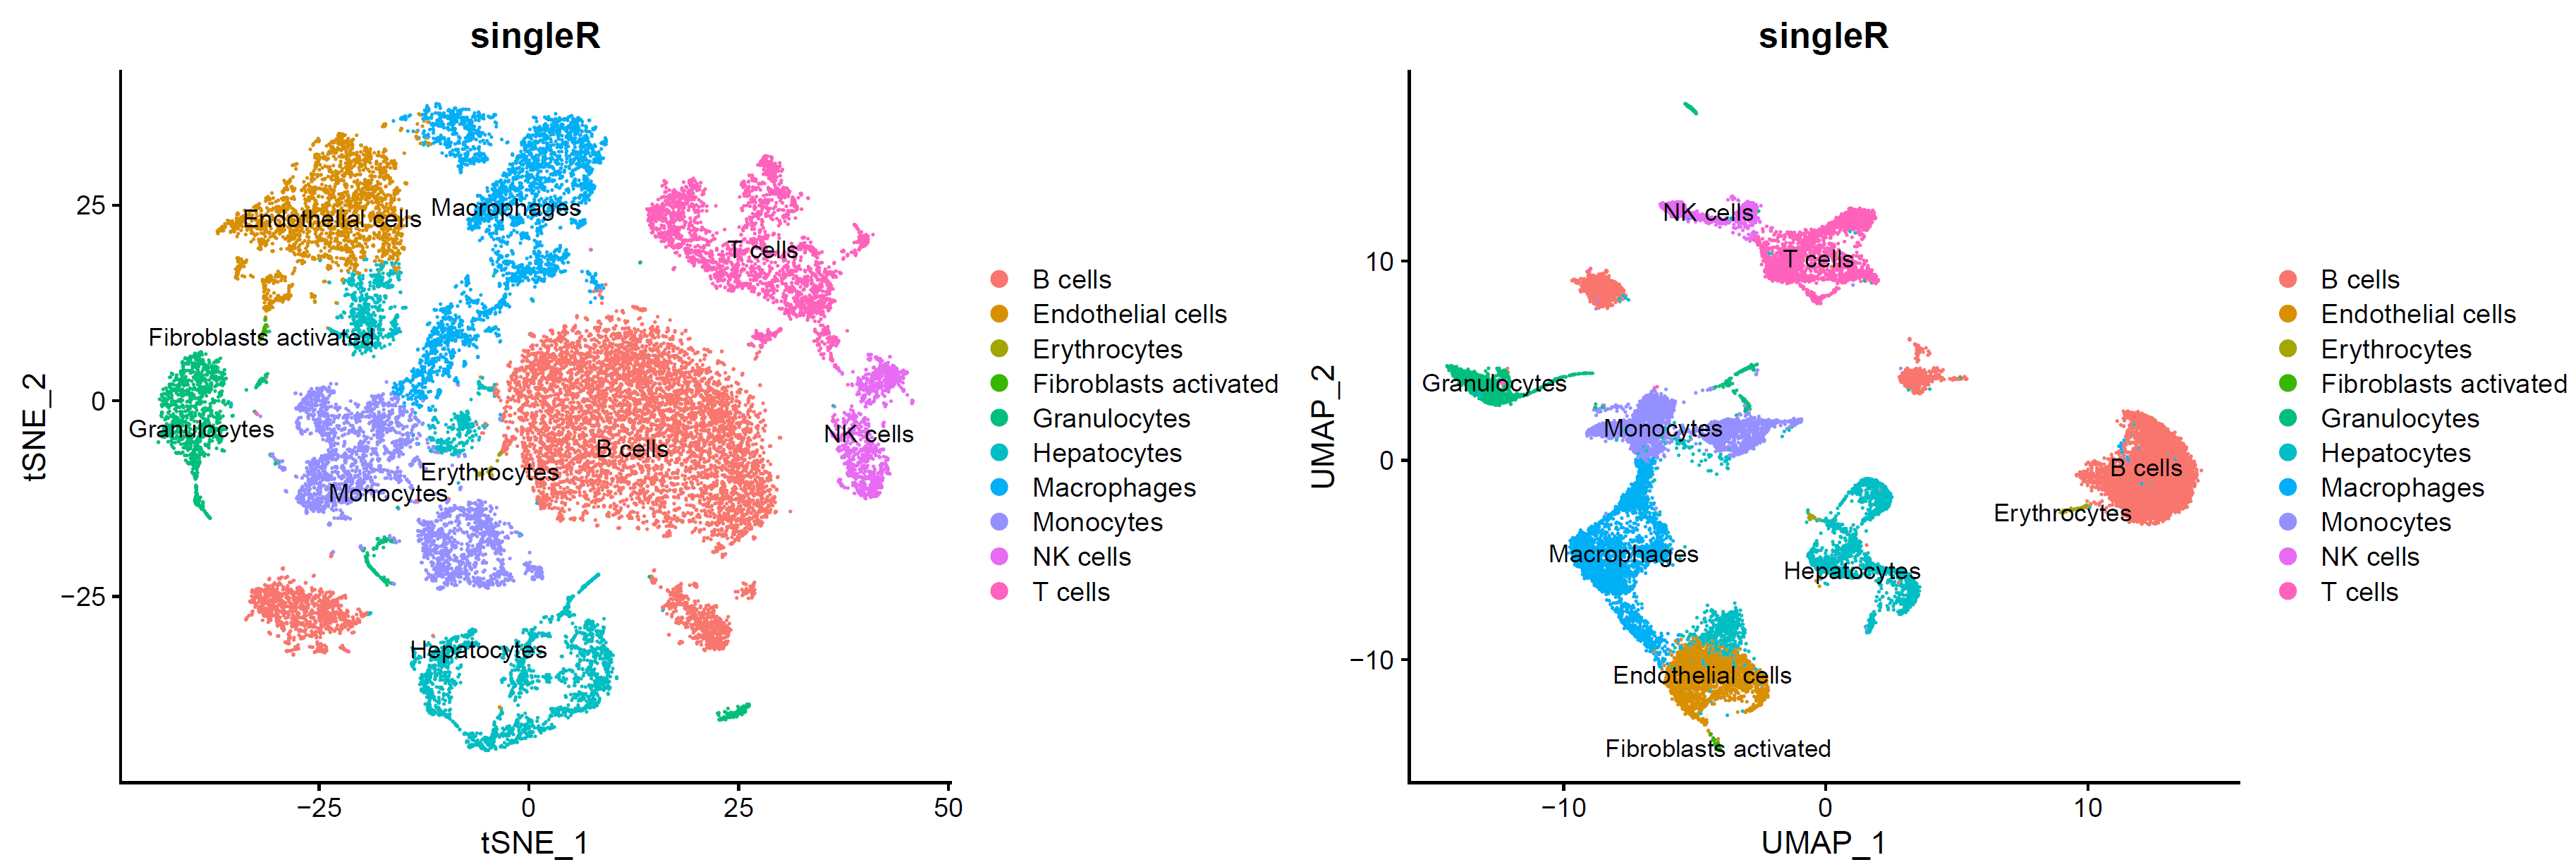 singleR
25
0
−25
tSNE_2
Endothelial cells
Macrophages
T cells
Fibroblasts activated
Granulocytes
NK cells
B cells
Erythrocytes
Monocytes
Hepatocytes
−25
0
25
50
tSNE_1
B cells
Endothelial cells
Erythrocytes
Fibroblasts activated
Granulocytes
Hepatocytes
Macrophages
Monocytes
NK cells
T cells
singleR
10
0
−10
UMAP_2
NK cells
T cells
Granulocytes
Monocytes
B cells
Erythrocytes
Macrophages
Hepatocytes
Endothelial cells
Fibroblasts activated
−10
0
10
UMAP_1
B cells
Endothelial cells
Erythrocytes
Fibroblasts activated
Granulocytes
Hepatocytes
Macrophages
Monocytes
NK cells
T cells